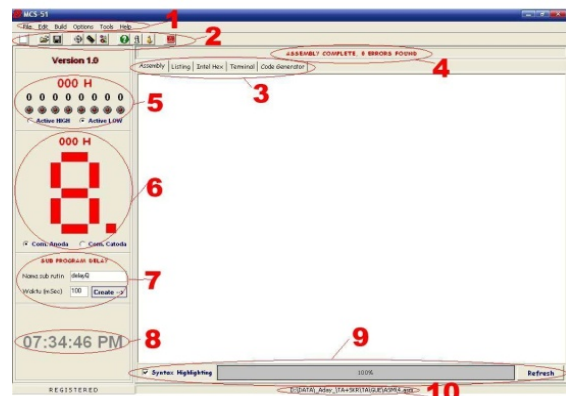 MCS-51
File Edit Build Options Tools Help
1
2
Version 1.0
ASSEMBLY COMPLETE, 0 ERRORS FOUND
4
Assembly Listing Intel Hex Terminal Code Generator
3
000 H
0 0 0 0 0 0 0 0
Active HIGH Active LOW
5
000 H
8.
6
Com. Anoda Com. Catoda
SUB PROGRAM DELAY
Nama sub rutin delay0
7
Waktu (mSec) 100 Create -->
07:34:46 PM
8
9
Syntax Highlighting 100% Refresh
REGISTERED
10